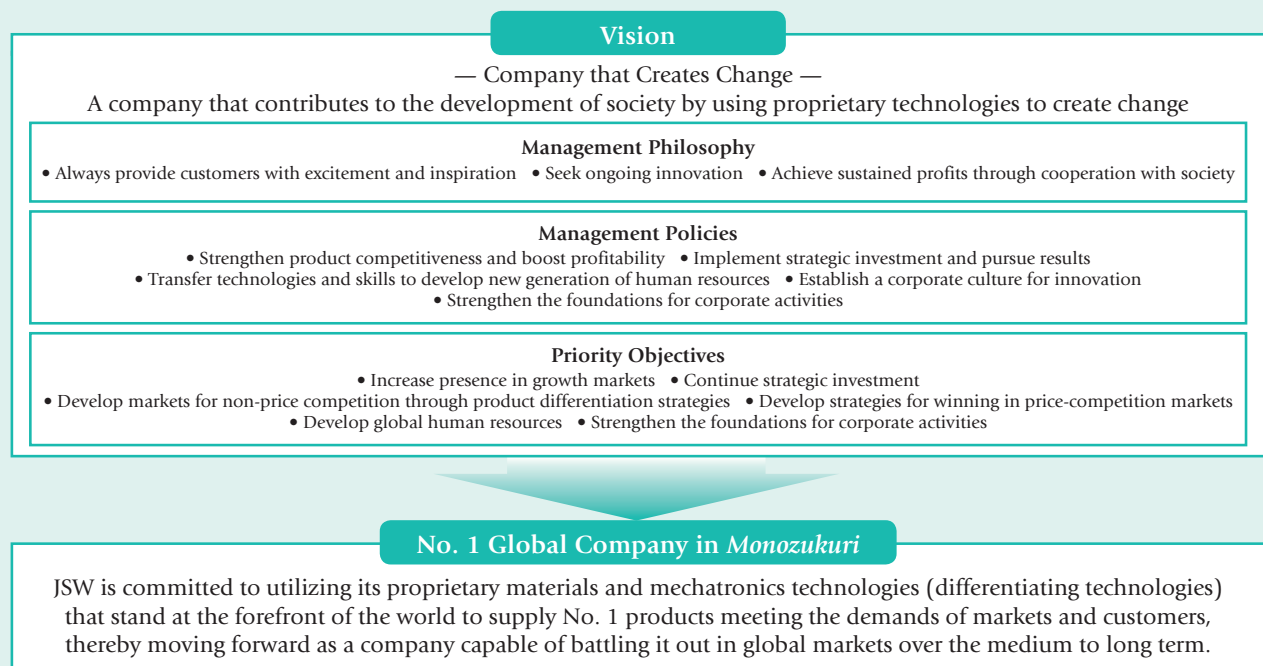 Vision
— Company that Creates Change —
A company that contributes to the development of society by using proprietary technologies to create change
Management Philosophy
• Always provide customers with excitement and inspiration • Seek ongoing innovation • Achieve sustained profits through cooperation with society
Management Policies
• Strengthen product competitiveness and boost profitability • Implement strategic investment and pursue results
• Transfer technologies and skills to develop new generation of human resources • Establish a corporate culture for innovation
• Strengthen the foundations for corporate activities
Priority Objectives
• Increase presence in growth markets • Continue strategic investment
• Develop markets for non-price competition through product differentiation strategies • Develop strategies for winning in price-competition markets
• Develop global human resources • Strengthen the foundations for corporate activities
No. 1 Global Company in Monozukuri
JSW is committed to utilizing its proprietary materials and mechatronics technologies (differentiating technologies)
that stand at the forefront of the world to supply No. 1 products meeting the demands of markets and customers,
thereby moving forward as a company capable of battling it out in global markets over the medium to long term.